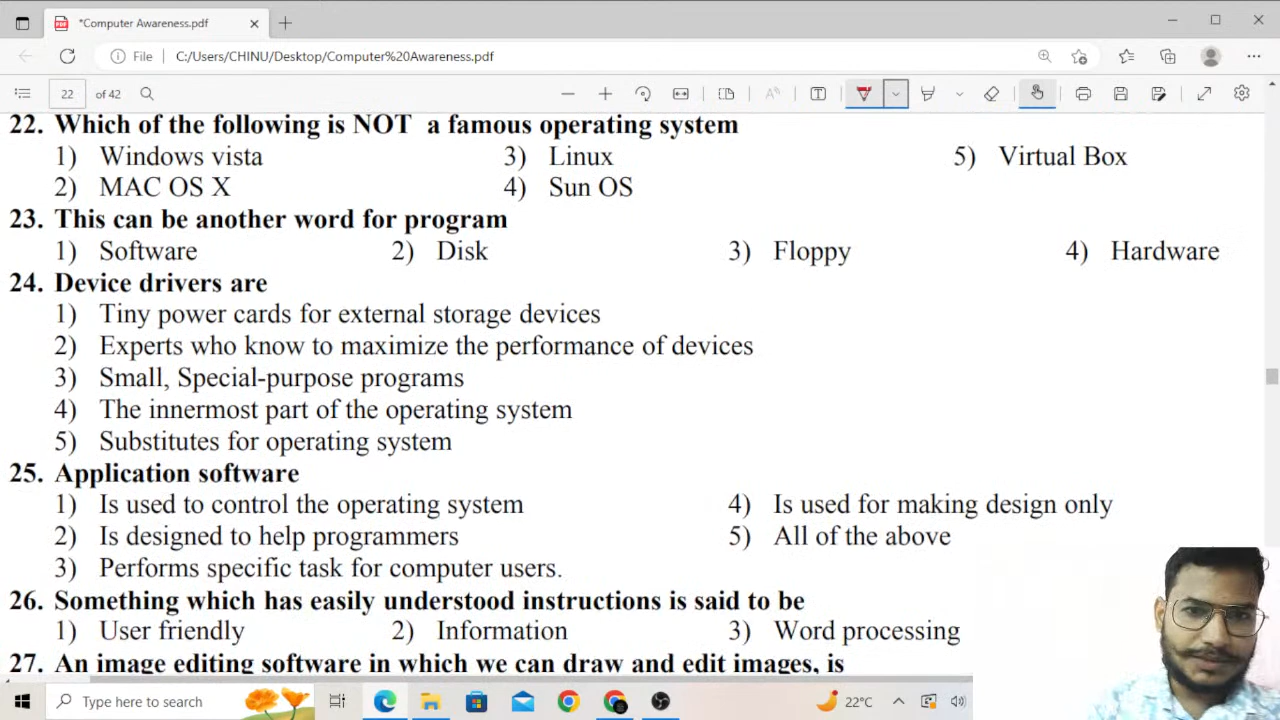 *Computer Awareness.pdf
File | C:/Users/CHINU/Desktop/Computer%20Awareness.pdf
22 of 42
22. Which of the following is NOT a famous operating system
1) Windows vista 3) Linux 5) Virtual Box
2) MAC OS X 4) Sun OS
23. This can be another word for program
1) Software 2) Disk 3) Floppy 4) Hardware
24. Device drivers are
1) Tiny power cards for external storage devices
2) Experts who know to maximize the performance of devices
3) Small, Special-purpose programs
4) The innermost part of the operating system
5) Substitutes for operating system
25. Application software
1) Is used to control the operating system 4) Is used for making design only
2) Is designed to help programmers 5) All of the above
3) Performs specific task for computer users.
26. Something which has easily understood instructions is said to be
1) User friendly 2) Information 3) Word processing
27. An image editing software in which we can draw and edit images, is
Type here to search 22°C